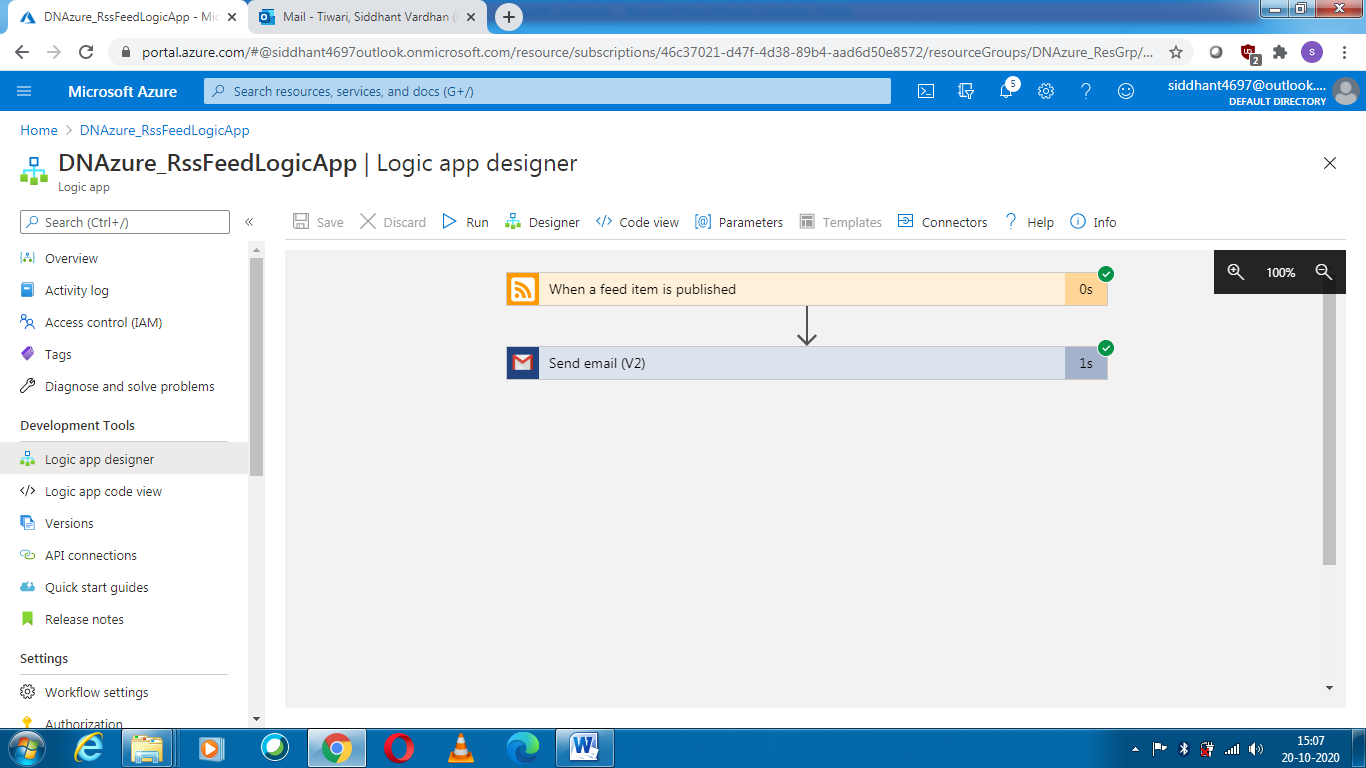 DNAzure_RssFeedLogicApp - Mic
Mail - Tiwari, Siddhant Vardhan (
portal.azure.com/#@siddhant4697outlook.onmicrosoft.com/resource/subscriptions/46c37021-d47f-4d38-89b4-aad6d50e8572/resourceGroups/DNAzure_ResGrp/...
2
S
Microsoft Azure
Search resources, services, and docs (G+/)
5
siddhant4697@outlook....
DEFAULT DIRECTORY
Home > DNAzure_RssFeedLogicApp
DNAzure_RssFeedLogicApp | Logic app designer
Logic app
Search (Ctrl+/)
«
Save Discard Run Designer Code view Parameters Templates Connectors Help Info
Overview
Activity log
Access control (IAM)
Tags
Diagnose and solve problems
Development Tools
Logic app designer
Logic app code view
Versions
API connections
Quick start guides
Release notes
Settings
Workflow settings
Authorization
When a feed item is published
0s
Send email (V2)
1s
100%
15:07
20-10-2020